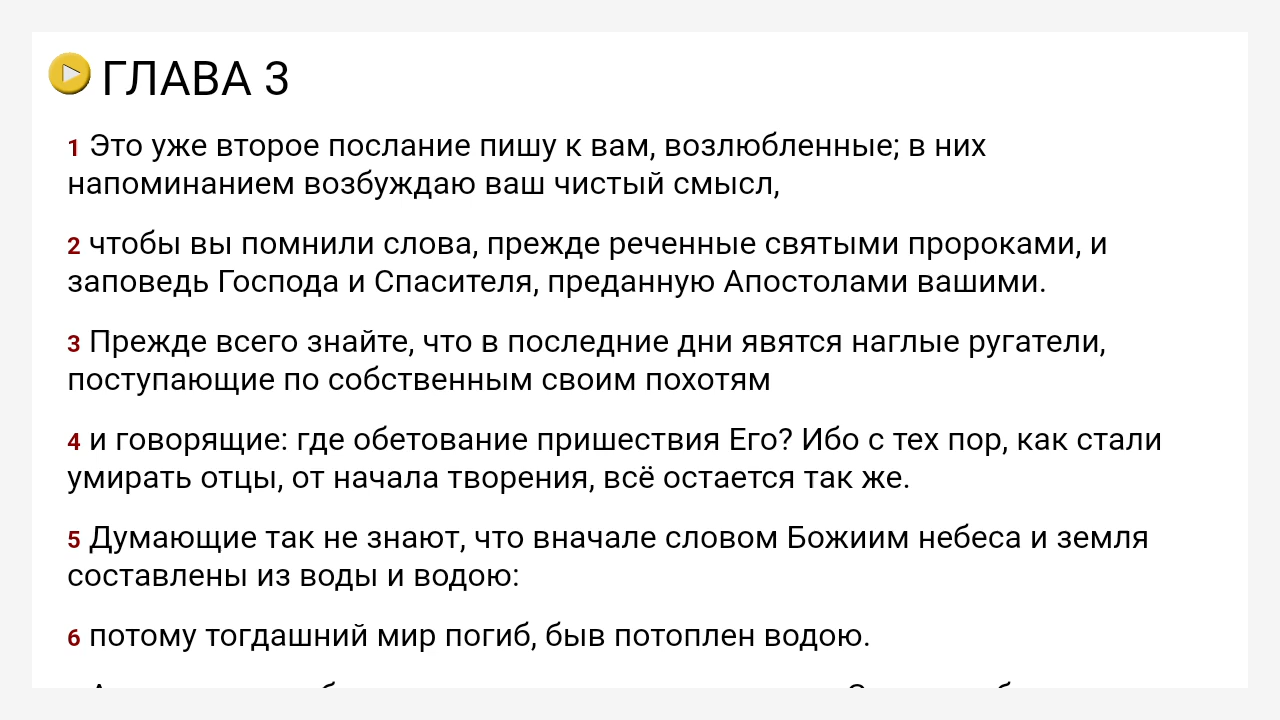 ГЛАВА 3
1 Это уже второе послание пишу к вам, возлюбленные; в них
напоминанием возбуждаю ваш чистый смысл,
2 чтобы вы помнили слова, прежде реченные святыми пророками, и
заповедь Господа и Спасителя, преданную Апостолами вашими.
3 Прежде всего знайте, что в последние дни явятся наглые ругатели,
поступающие по собственным своим похотям
4 и говорящие: где обетование пришествия Его? Ибо с тех пор, как стали
умирать отцы, от начала творения, всё остается так же.
5 Думающие так не знают, что вначале словом Божиим небеса и земля
составлены из воды и водою:
6 потому тогдашний мир погиб, быв потоплен водою.